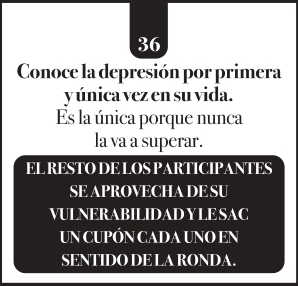 36
Conoce la depresión por primera
y única vez en su vida.
Es la única porque nunca
la va a superar.
EL RESTO DE LOS PARTICIPANTES
SE APROVECHA DE SU
VULNERABILIDAD Y LE SAC
UN CUPÓN CADA UNO EN
SENTIDO DE LA RONDA.